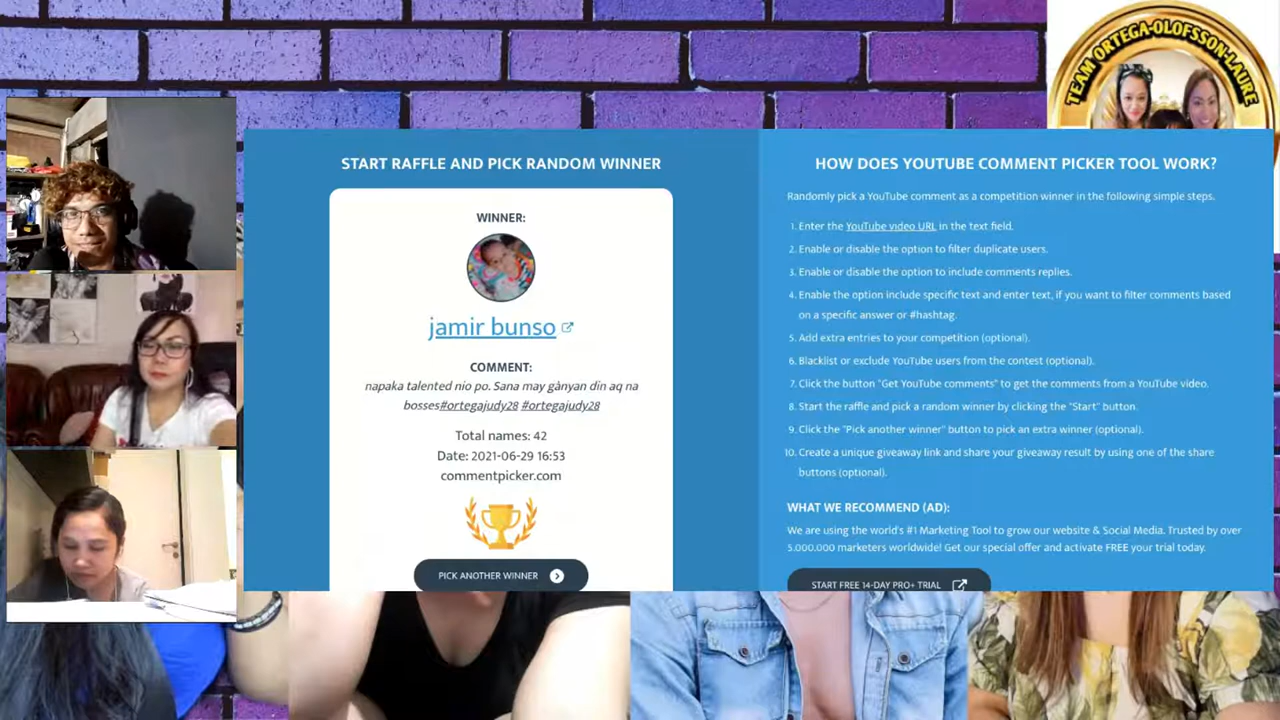 TEAM ORTEGA-OLOFSSON-LAURE
START RAFFLE AND PICK RANDOM WINNER
WINNER:
jamir bunso
COMMENT:
napaka talented nio po. Sana may gånyan din aq na
bosses#ortegajudy28 #ortegajudy28
Total names: 42
Date: 2021-06-29 16:53
commentpicker.com
PICK ANOTHER WINNER
HOW DOES YOUTUBE COMMENT PICKER TOOL WORK?
Randomly pick a YouTube comment as a competition winner in the following simple steps.
1. Enter the YouTube video URL in the text field.
2. Enable or disable the option to filter duplicate users.
3. Enable or disable the option to include comments replies.
4. Enable the option include specific text and enter text, if you want to filter comments based
on a specific answer or #hashtag.
5. Add extra entries to your competition (optional).
6. Blacklist or exclude YouTube users from the contest (optional).
7. Click the button "Get YouTube comments" to get the comments from a YouTube video.
8. Start the raffle and pick a random winner by clicking the "Start" button.
9. Click the "Pick another winner" button to pick an extra winner (optional).
10. Create a unique giveaway link and share your giveaway result by using one of the share
buttons (optional).
WHAT WE RECOMMEND (AD):
We are using the world's #1 Marketing Tool to grow our website & Social Media. Trusted by over
5.000.000 marketers worldwide! Get our special offer and activate FREE your trial today.
START FREE 14-DAY PRO+ TRIAL